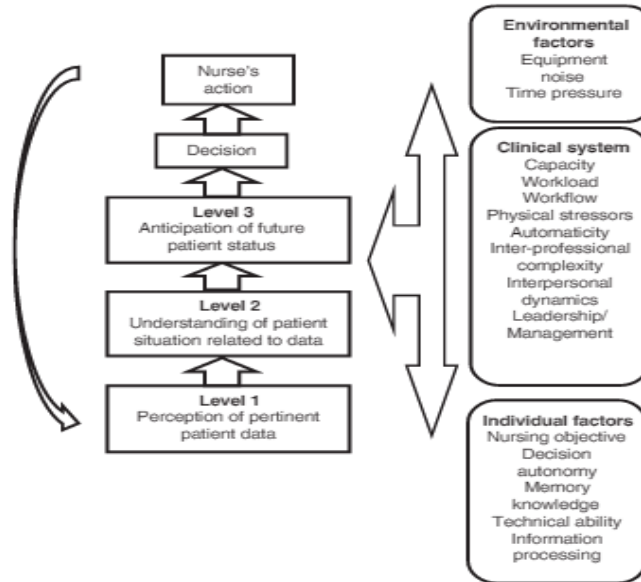 Nurse's
action
Decision
Level 3
Anticipation of future
patient status
Level 2
Understanding of patient
situation related to data
Level 1
Perception of pertinent
patient data
Environmental
factors
Equipment
noise
Time pressure
Clinical system
Capacity
Workload
Workflow
Physical stressors
Automaticity
Inter-professional
complexity
Interpersonal
dynamics
Leadership/
Management
Individual factors
Nursing objective
Decision
autonomy
Memory
knowledge
Technical ability
Information
processing